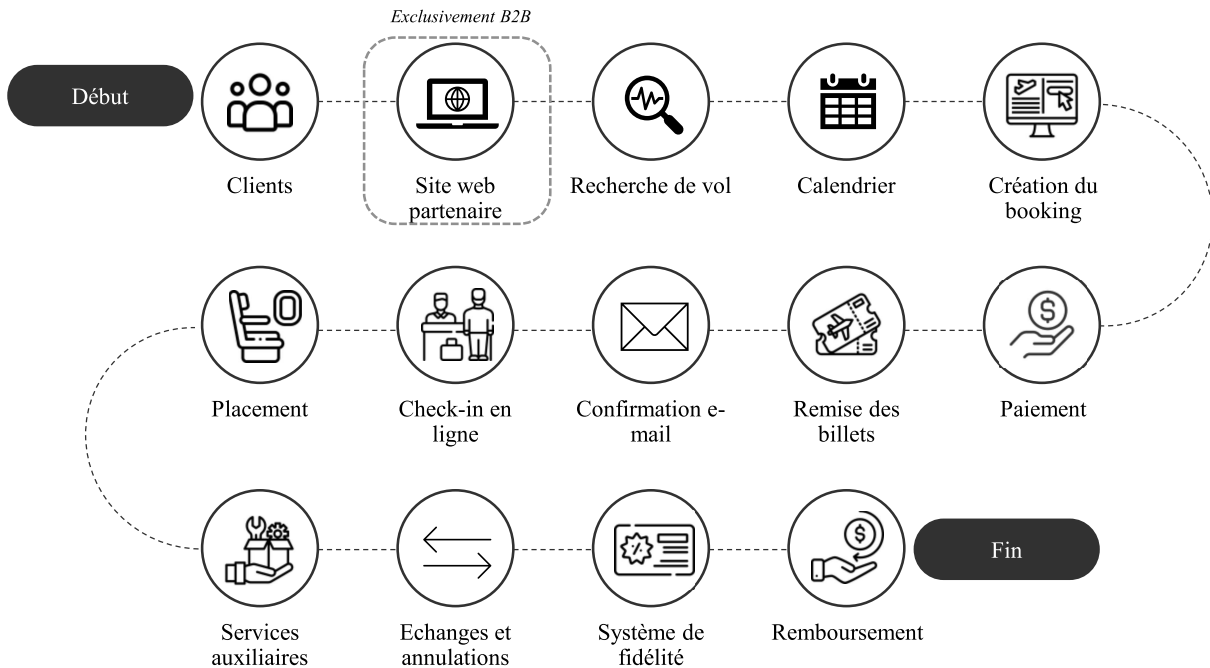 Exclusivement B2B
Début
Clients
Site web
partenaire
Recherche de vol
Calendrier
Création du
booking
Placement
Check-in en
ligne
Confirmation e-
mail
Remise des
billets
Paiement
Services
auxiliaires
Echanges et
annulations
Système de
fidélité
Remboursement
Fin